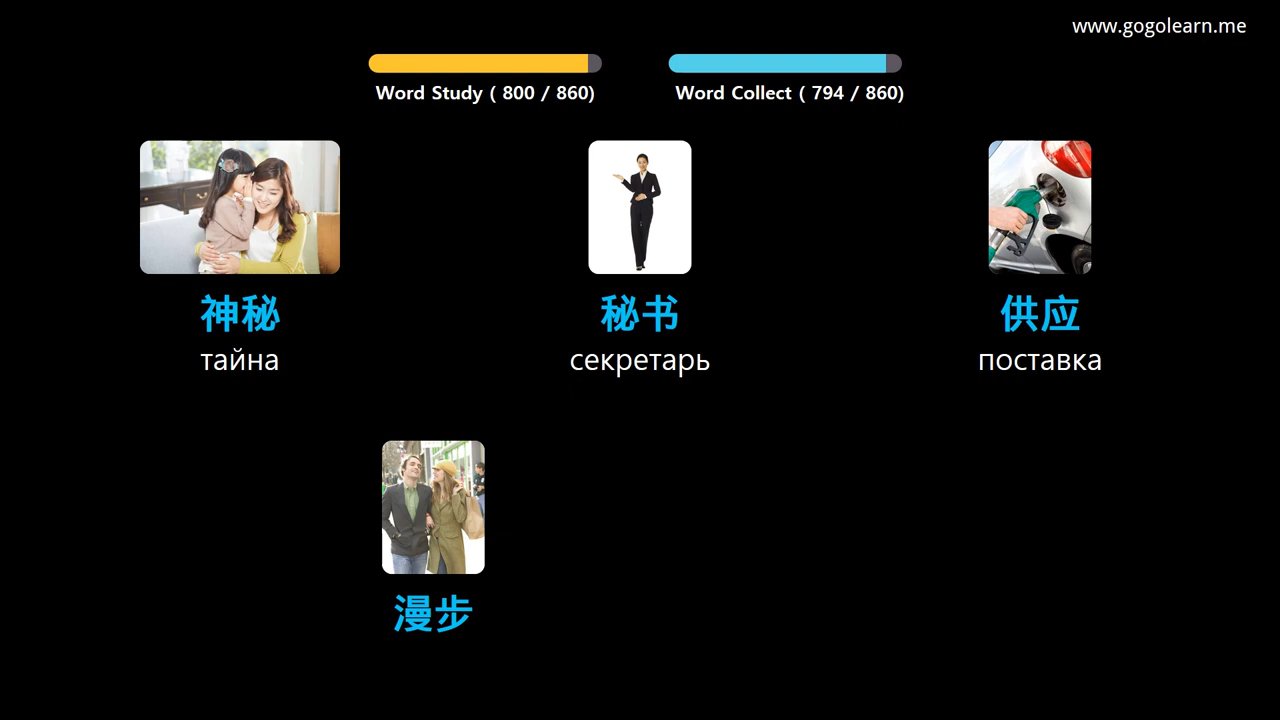 www.gogolearn.me
Word Study ( 800 / 860)
Word Collect ( 794 / 860)
神秘
тайна
秘书
секретарь
供应
поставка
漫步